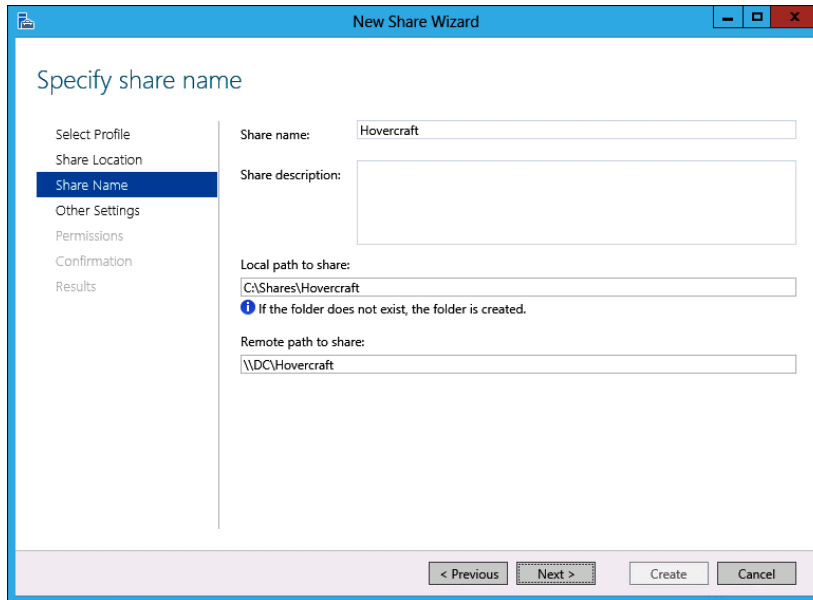 New Share Wizard
Specify share name
Select Profile
Share Location
Share Name
Other Settings
Permissions
Confirmation
Results
Share name:
Hovercraft
Share description:
Local path to share:
C:\Shares\Hovercraft
If the folder does not exist, the folder is created.
Remote path to share:
\\DC\Hovercraft
< Previous
Next >
Create
Cancel